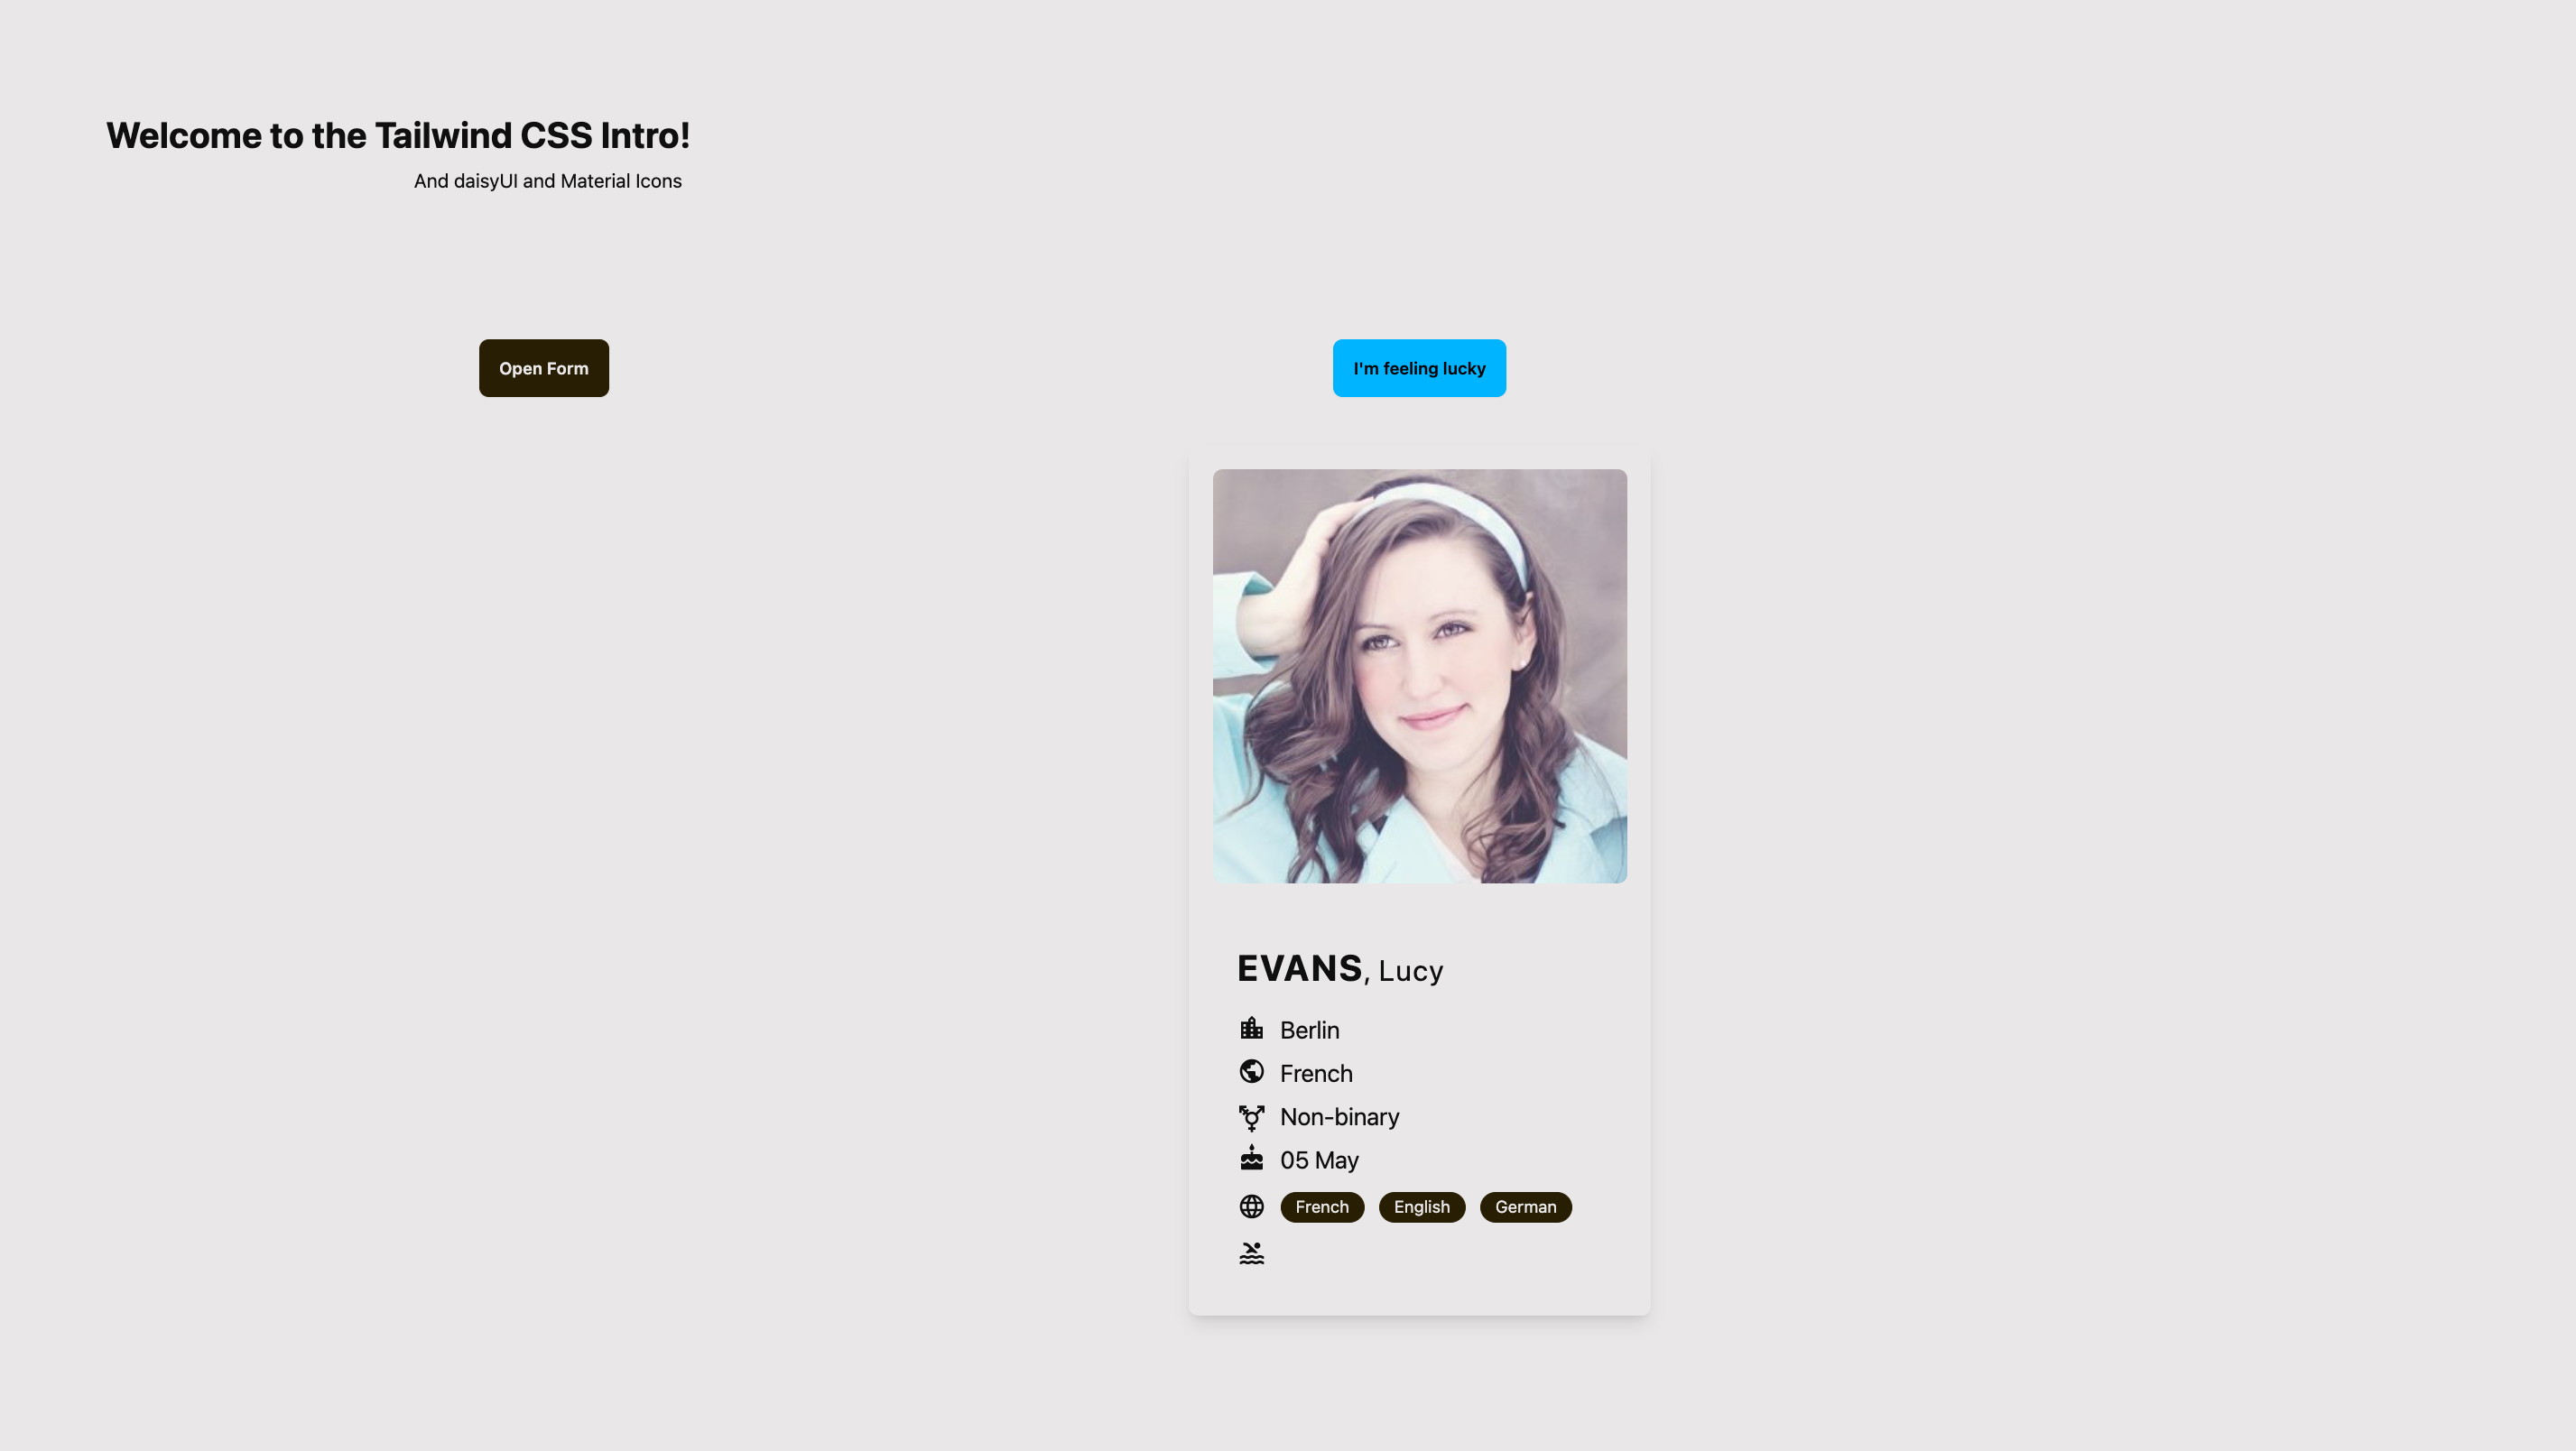 Welcome to the Tailwind CSS Intro!
And daisyUI and Material Icons
Open Form
I'm feeling lucky
EVANS, Lucy
Berlin
French
Non-binary
05 May
French English German